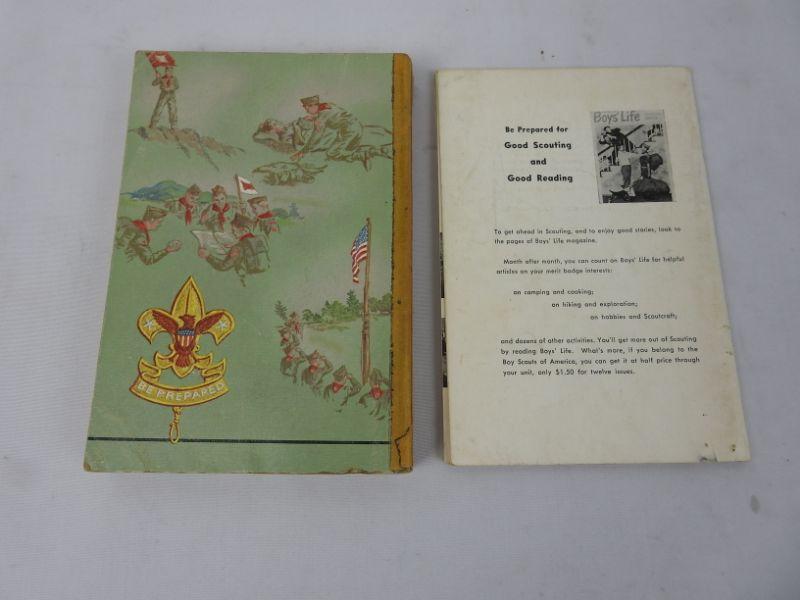 BE PREPARED
Be Prepared for
Good Scouting
and
Good Reading
Boys' Life
To get ahead in Scouting, and to enjoy good stories, look to
the pages of Boys' Life magazine.
Month after month, you can count on Boys' Life for helpful
articles on your merit badge interests:
on camping and cooking;
on hiking and exploration;
on hobbies and Scoutcraft;
and dozens of other activities. You'll get more out of Scouting
by reading Boys' Life. What's more, if you belong to the
Boy Scouts of America, you can get it at half price through
your unit, only $1.50 for twelve issues.